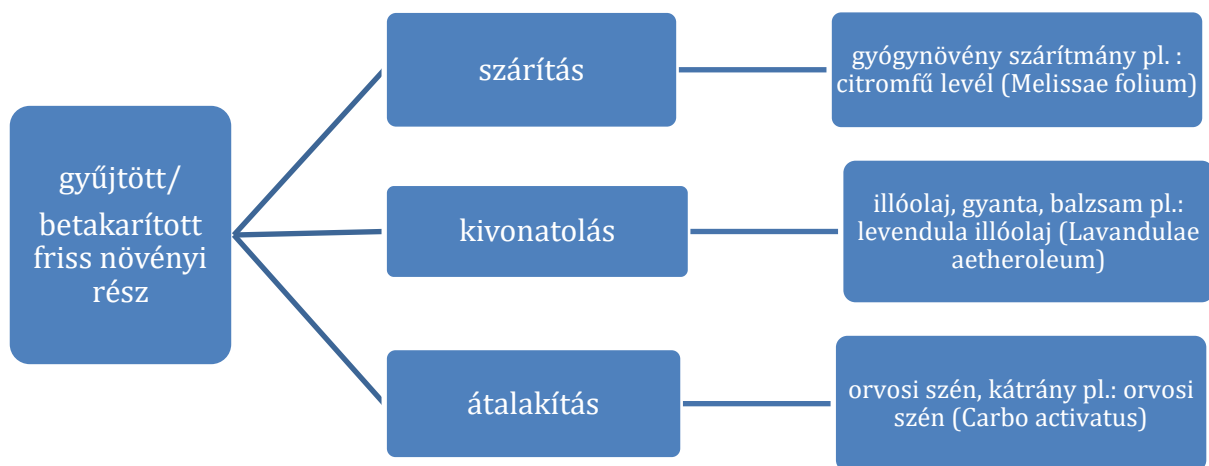 gyűjtött/
betakarított
friss növényi
rész
szárítás
gyógynövény szárítmány pl. :
citromfű levél (Melissae folium)
kivonatolás
illóolaj, gyanta, balzsam pl.:
levendula illóolaj (Lavandulae
aetheroleum)
átalakítás
orvosi szén, kátrány pl.: orvosi
szén (Carbo activatus)